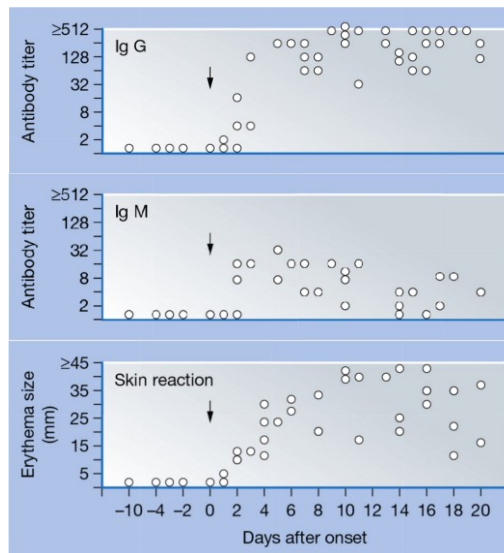 Ig G
Antibody titer
≥512
128
32
8
2
Ig M
Antibody titer
≥512
128
32
8
2
Skin reaction
Erythema size
(mm)
≥45
35
25
15
5
−10 −8 −6 −4 −2 0 2 4 6 8 10 12 14 16 18 20
Days after onset